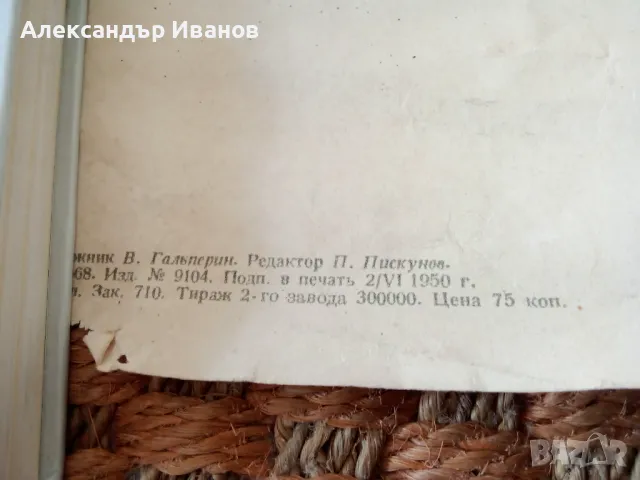 Александър Иванов
жник В. Гальперин. Редактор П. Пискунов.
68. Изд. № 9104. Подп. в печать 2/VI 1950 г.
л. Зак. 710. Тираж 2-го завода 300000. Цена 75 коп.
BAZAR